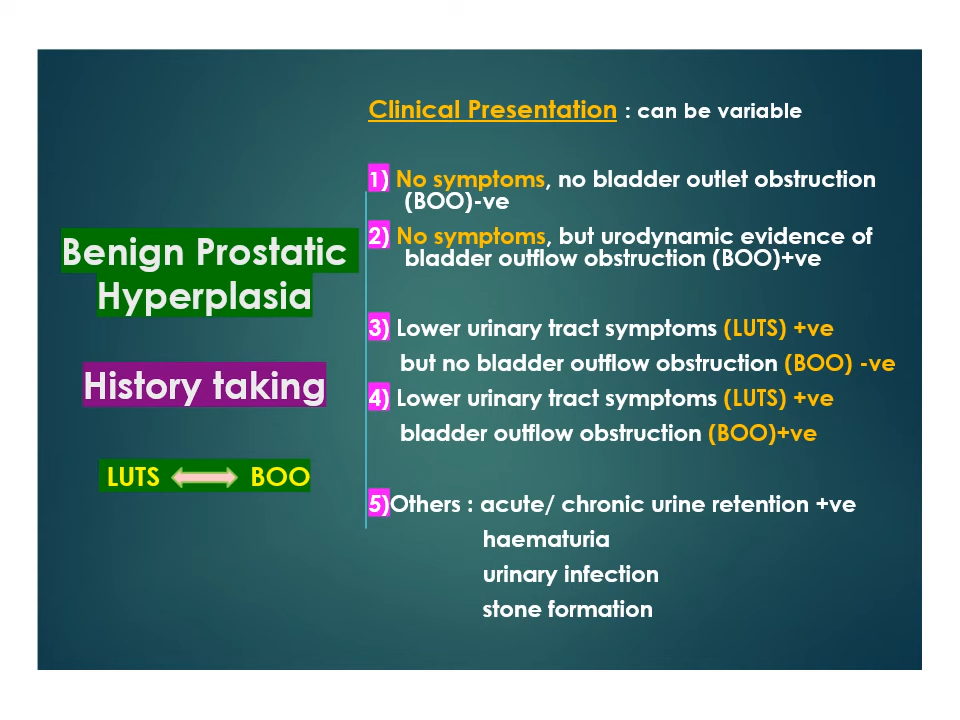 Benign Prostatic
Hyperplasia
History taking
LUTS BOO
Clinical Presentation : can be variable
1) No symptoms, no bladder outlet obstruction
(BOO)-ve
2) No symptoms, but urodynamic evidence of
bladder outflow obstruction (BOO)+ve
3) Lower urinary tract symptoms (LUTS) +ve
but no bladder outflow obstruction (BOO) -ve
4) Lower urinary tract symptoms (LUTS) +ve
bladder outflow obstruction (BOO)+ve
5)Others : acute/ chronic urine retention +ve
haematuria
urinary infection
stone formation